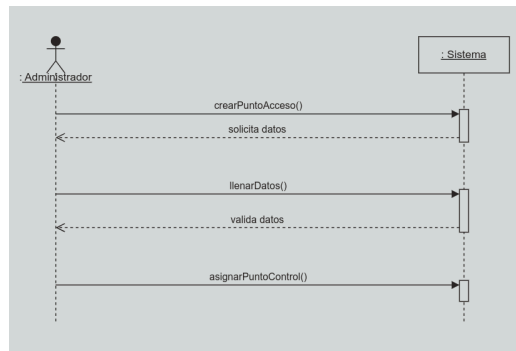 : Sistema
: Administrador
crearPuntoAcceso()
solicita datos
llenarDatos()
valida datos
asignarPuntoControl()